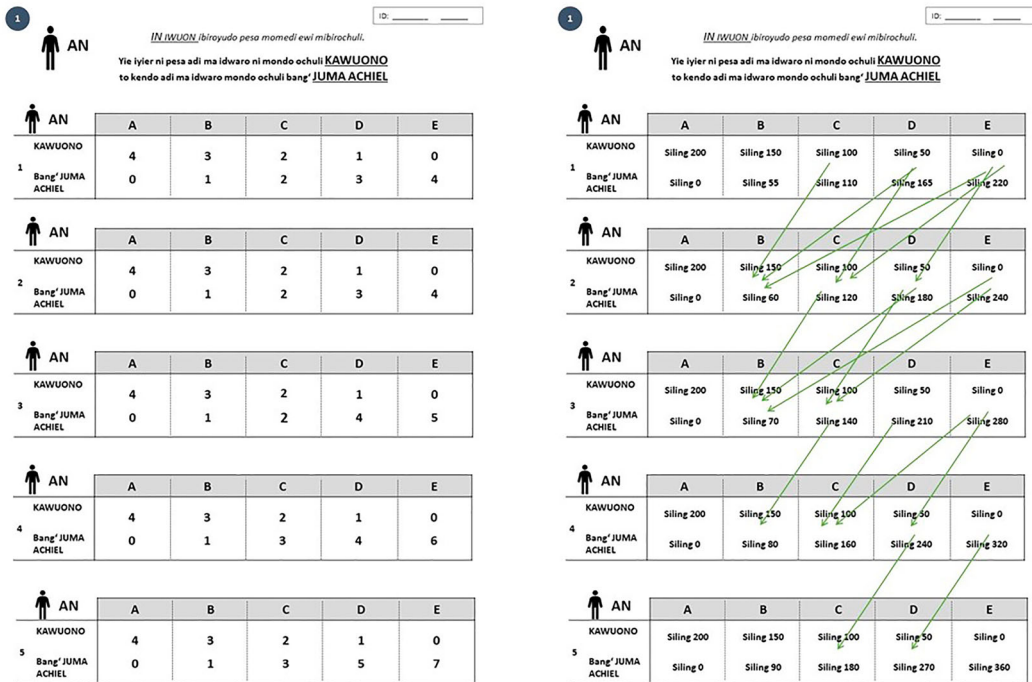 1
ID: _______ _____
AN
IN IWUON ibiroyudo pesa momedi ewi mibirochuli.
Yie iyier ni pesa adi ma idwaro ni mondo ochuli KAWUONO
to kendo adi ma idwaro mondo ochuli bang' JUMA ACHIEL
AN
A B C D E
KAWUONO 4 3 2 1 0
1
Bang' JUMA ACHIEL 0 1 2 3 4
AN
A B C D E
KAWUONO 4 3 2 1 0
2
Bang' JUMA ACHIEL 0 1 2 3 4
AN
A B C D E
KAWUONO 4 3 2 1 0
3
Bang' JUMA ACHIEL 0 1 2 4 5
AN
A B C D E
KAWUONO 4 3 2 1 0
4
Bang' JUMA ACHIEL 0 1 3 4 6
AN
A B C D E
KAWUONO 4 3 2 1 0
5
Bang' JUMA ACHIEL 0 1 3 5 7
1
ID: _______ _____
AN
IN IWUON ibiroyudo pesa momedi ewi mibirochuli.
Yie iyier ni pesa adi ma idwaro ni mondo ochuli KAWUONO
to kendo adi ma idwaro mondo ochuli bang' JUMA ACHIEL
AN
A B C D E
KAWUONO Siling 200 Siling 150 Siling 100 Siling 50 Siling 0
1
Bang' JUMA ACHIEL Siling 0 Siling 55 Siling 110 Siling 165 Siling 220
AN
A B C D E
KAWUONO Siling 200 Siling 150 Siling 100 Siling 50 Siling 0
2
Bang' JUMA ACHIEL Siling 0 Siling 60 Siling 120 Siling 180 Siling 240
AN
A B C D E
KAWUONO Siling 200 Siling 150 Siling 100 Siling 50 Siling 0
3
Bang' JUMA ACHIEL Siling 0 Siling 70 Siling 140 Siling 210 Siling 280
AN
A B C D E
KAWUONO Siling 200 Siling 150 Siling 100 Siling 50 Siling 0
4
Bang' JUMA ACHIEL Siling 0 Siling 80 Siling 160 Siling 240 Siling 320
AN
A B C D E
KAWUONO Siling 200 Siling 150 Siling 100 Siling 50 Siling 0
5
Bang' JUMA ACHIEL Siling 0 Siling 90 Siling 180 Siling 270 Siling 360